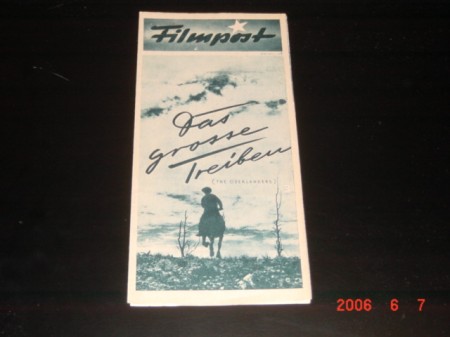 Filmpost
Das
grosse
Treiben
(THE OVERLANDERS)
2006 6 7